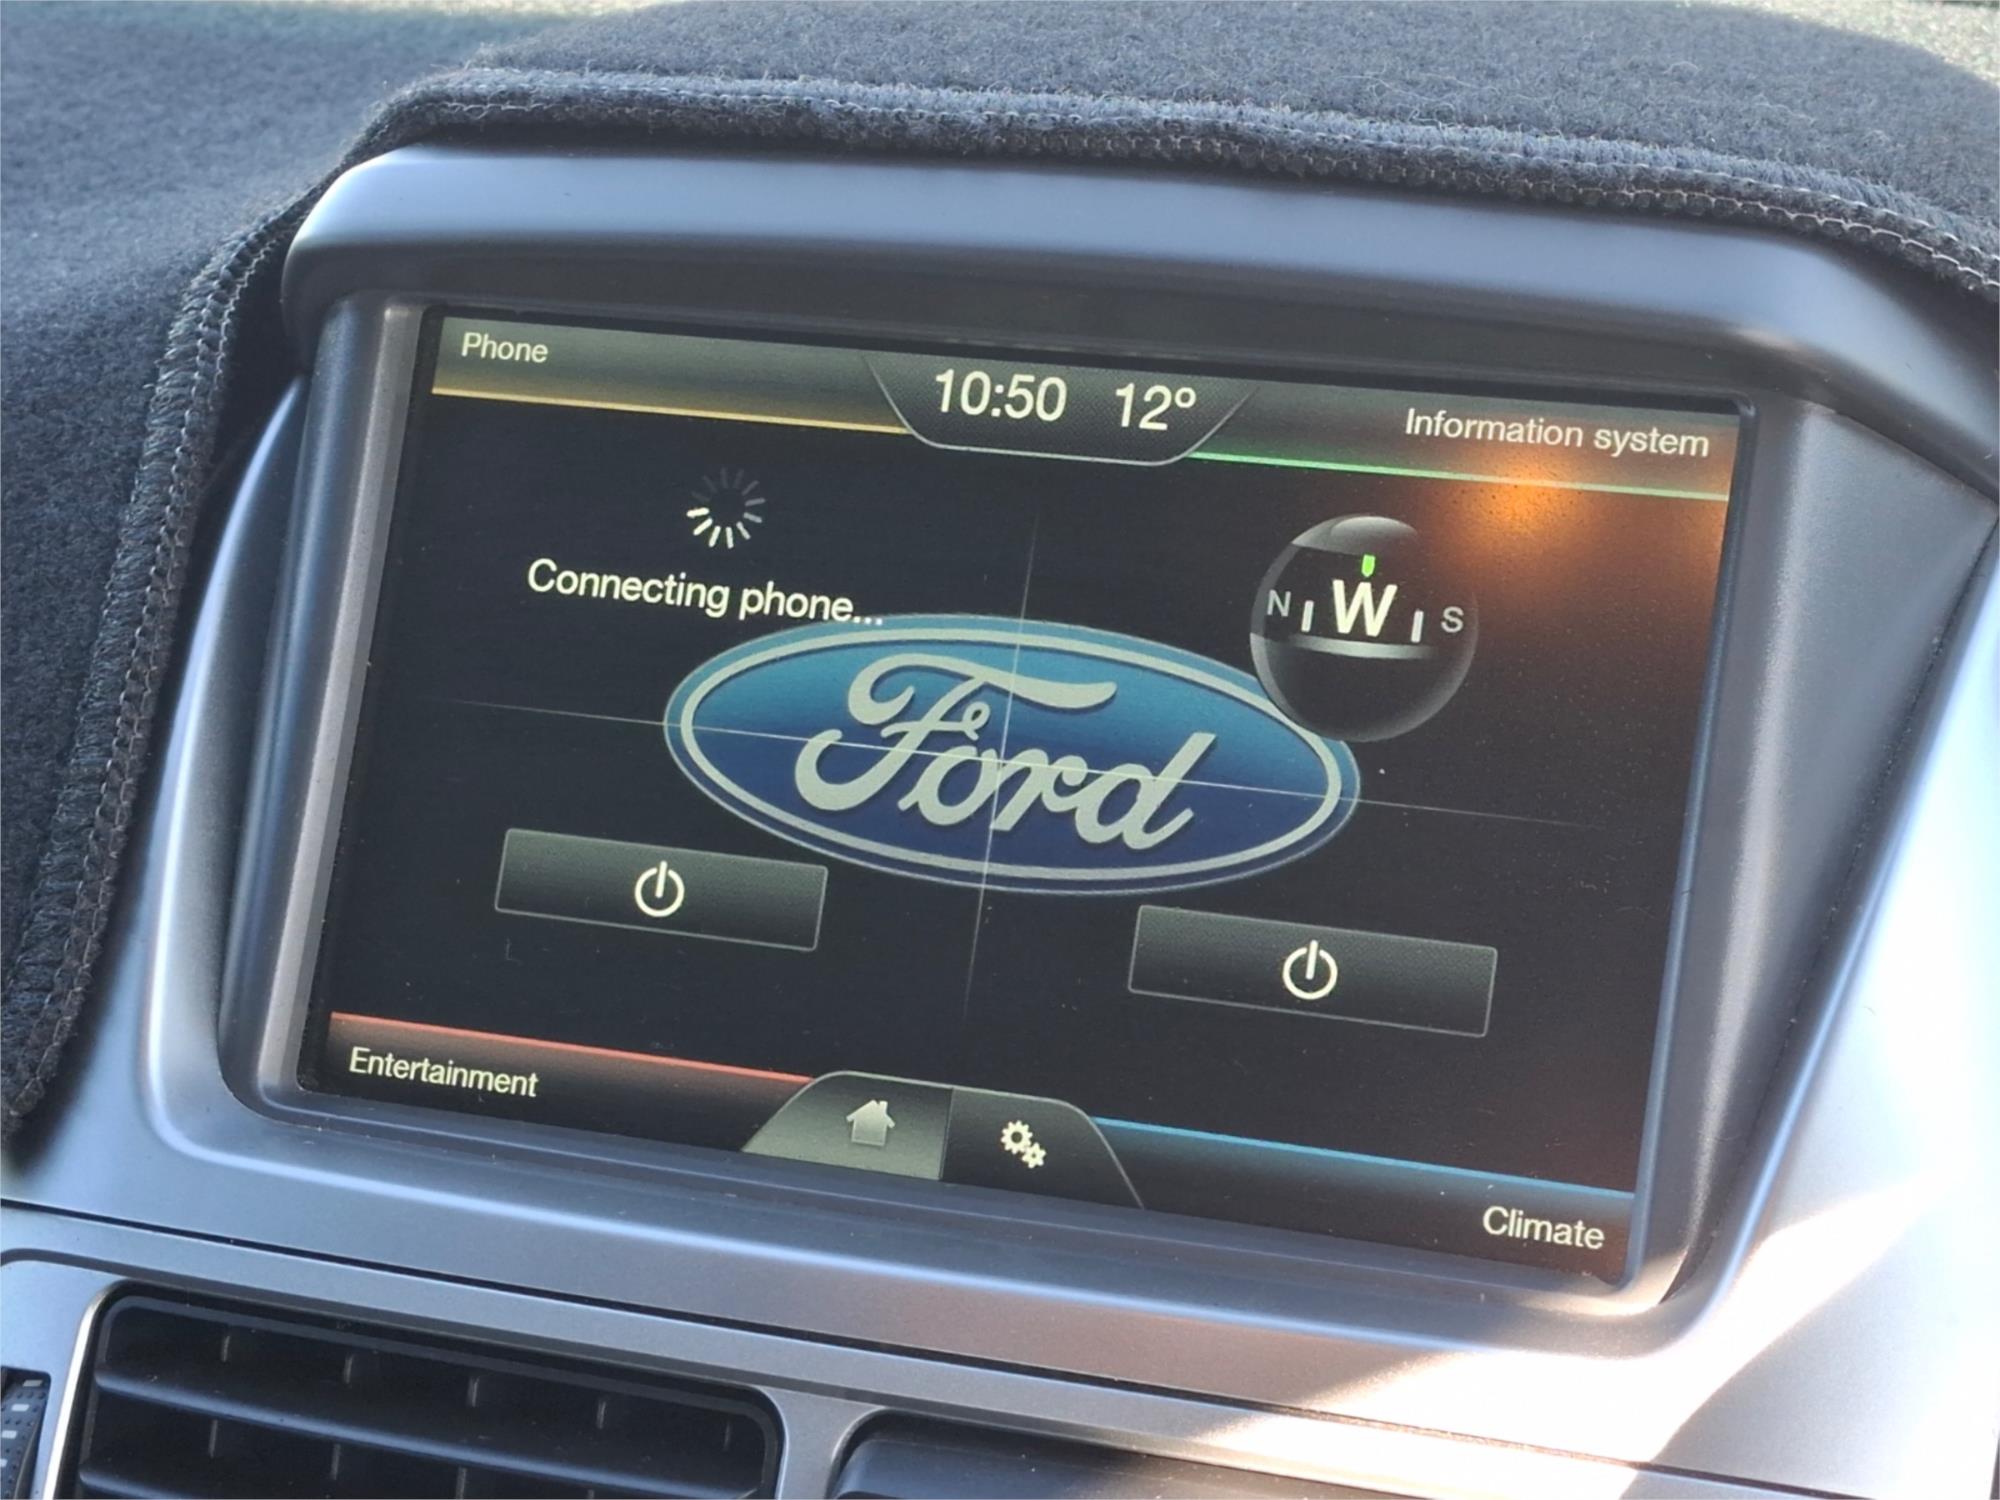 Phone
10:50 12°
Information system
Connecting phone...
N W S
Ford
Entertainment
Climate